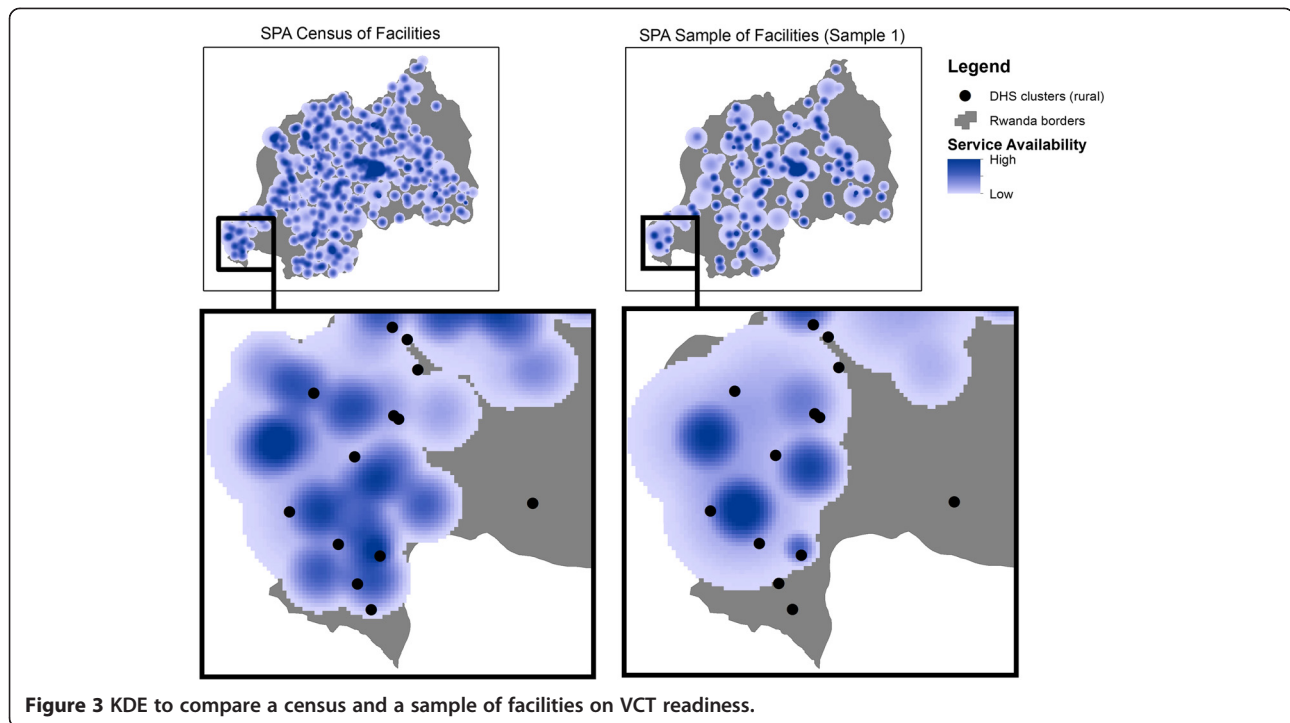 SPA Census of Facilities
SPA Sample of Facilities (Sample 1)
Legend
DHS clusters (rural)
Rwanda borders
Service Availability
High
Low
Figure 3 KDE to compare a census and a sample of facilities on VCT readiness.